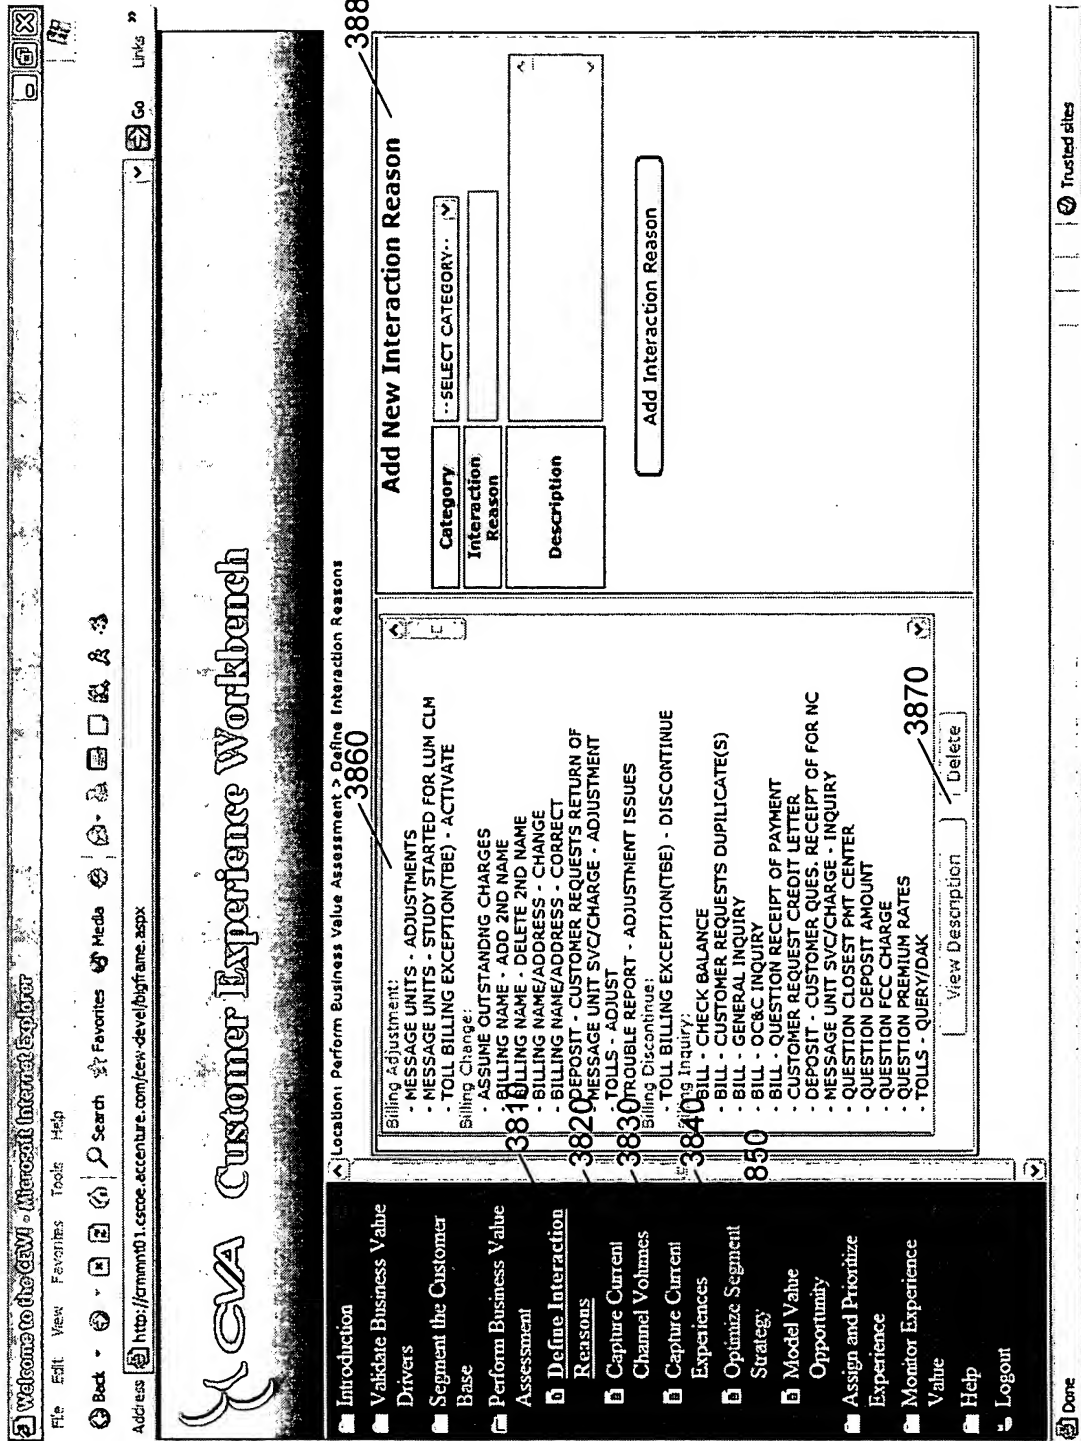 Welcome to the CEW! - Microsoft Internet Explorer
File Edit View Favorites Tools Help
Back Search Favorites Media
Address http://crminnt01.cscoe.accenture.com/cew-devel/bigframe.aspx Go Links »
CVA Customer Experience Workbench
Introduction
Validate Business Value
Drivers
Segment the Customer
Base
Perform Business Value
Assessment
Define Interaction
Reasons
Capture Current
Channel Volumes
Capture Current
Experiences
Optimize Segment
Strategy
Model Value
Opportunity
Assign and Prioritize
Experience
Monitor Experience
Value
Help
Logout
3810
3820
3830
3840
850
Location: Perform Business Value Assessment > Define Interaction Reasons
3860
Billing Adjustment:
- MESSAGE UNITS - ADJUSTMENTS
- MESSAGE UNITS - STUDY STARTED FOR LUM CLM
- TOLL BILLING EXCEPTION(TBE) - ACTIVATE
Billing Change:
- ASSUME OUTSTANDNG CHARGES
- BILLING NAME - ADD 2ND NAME
- BILLING NAME - DELETE 2ND NAME
- BILLING NAME/ADDRESS - CHANGE
- BILLING NAME/ADDRESS - CORRECT
DEPOSIT - CUSTOMER REQUESTS RETURN OF
MESSAGE UNIT SVC/CHARGE - ADJUSTMENT
- TOLLS - ADJUST
TROUBLE REPORT - ADJUSTMENT ISSUES
Billing Discontinue:
- TOLL BILLING EXCEPTION(TBE) - DISCONTINUE
Billing Inquiry:
BILL - CHECK BALANCE
- BILL - CUSTOMER REQUESTS DUPILICATE(S)
- BILL - GENERAL INQUIRY
BILL - OC&C INQUIRY
- BILL - QUESTION RECEIPT OF PAYMENT
- CUSTOMER REQUEST CREDIT LETTER
- DEPOSIT - CUSTOMER QUES. RECEIPT OF FOR NC
- MESSAGE UNIT SVC/CHARGE - INQUIRY
- QUESTION CLOSEST PMT CENTER
- QUESTION DEPOSIT AMOUNT
- QUESTION FCC CHARGE
- QUESTION PREMIUM RATES
- TOLLS - QUERY/DAK
3870
View Description Delete
388
Add New Interaction Reason
Category --SELECT CATEGORY--
Interaction
Reason
Description
Add Interaction Reason
Done Trusted sites